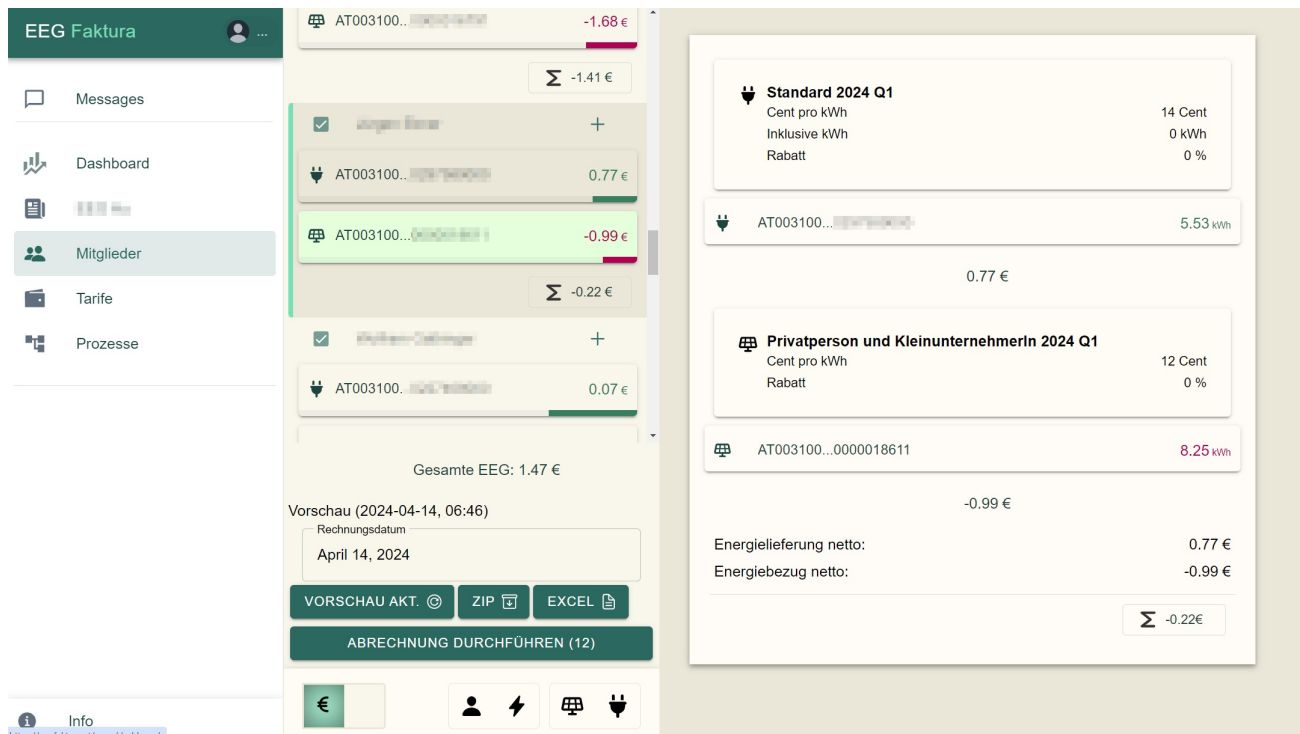 EEG Faktura
...
Messages
Dashboard
Mitglieder
Tarife
Prozesse
Info
AT003100..
-1.68 €
Σ -1.41 €
AT003100..
0.77 €
AT003100...
-0.99 €
Σ -0.22 €
AT003100.
0.07 €
Gesamte EEG: 1.47 €
Vorschau (2024-04-14, 06:46)
Rechnungsdatum
April 14, 2024
VORSCHAU AKT.
ZIP
EXCEL
ABRECHNUNG DURCHFÜHREN (12)
€
Standard 2024 Q1
Cent pro kWh 14 Cent
Inklusive kWh 0 kWh
Rabatt 0 %
AT003100... 5.53 kWh
0.77 €
Privatperson und KleinunternehmerIn 2024 Q1
Cent pro kWh 12 Cent
Rabatt 0 %
AT003100...0000018611 8.25 kWh
-0.99 €
Energielieferung netto: 0.77 €
Energiebezug netto: -0.99 €
Σ -0.22€